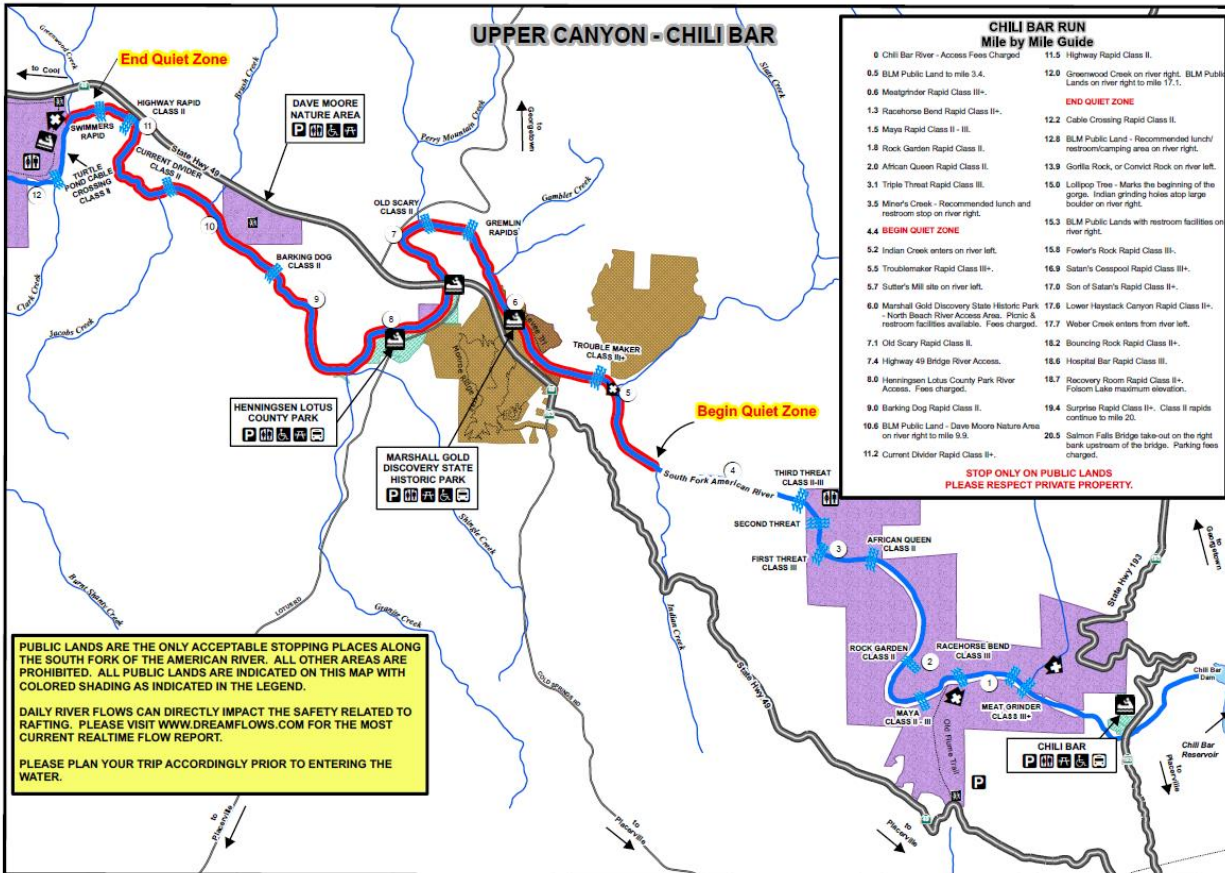 UPPER CANYON - CHILI BAR
CHILI BAR RUN
Mile by Mile Guide
0 Chili Bar River - Access Fees Charged
0.5 BLM Public Land to mile 3.4.
0.6 Meatgrinder Rapid Class III+.
1.3 Racehorse Bend Rapid Class II+.
1.5 Maya Rapid Class II - III.
1.8 Rock Garden Rapid Class II.
2.0 African Queen Rapid Class II.
3.1 Triple Threat Rapid Class III.
3.5 Miner's Creek - Recommended lunch and
restroom stop on river right.
4.4 BEGIN QUIET ZONE
5.2 Indian Creek enters on river left.
5.5 Troublemaker Rapid Class III+.
5.7 Sutter's Mill site on river left.
6.0 Marshall Gold Discovery State Historic Park
- North Beach River Access Area. Picnic &
restroom facilities available. Fees charged.
7.1 Old Scary Rapid Class II.
7.4 Highway 49 Bridge River Access.
8.0 Henningsen Lotus County Park River
Access. Fees charged.
9.0 Barking Dog Rapid Class II.
10.6 BLM Public Land - Dave Moore Nature Area
on river right to mile 9.9.
11.2 Current Divider Rapid Class II+.
11.5 Highway Rapid Class II.
12.0 Greenwood Creek on river right. BLM Public
Lands on river right to mile 17.1.
END QUIET ZONE
12.2 Cable Crossing Rapid Class II.
12.8 BLM Public Land - Recommended lunch/
restroom/camping area on river right.
13.9 Gorilla Rock, or Convict Rock on river left.
15.0 Lollipop Tree - Marks the beginning of the
gorge. Indian grinding holes atop large
boulder on river right.
15.3 BLM Public Lands with restroom facilities on
river right.
15.8 Fowler's Rock Rapid Class III-.
16.9 Satan's Cesspool Rapid Class III+.
17.0 Son of Satan's Rapid Class II+.
17.6 Lower Haystack Canyon Rapid Class II+.
17.7 Weber Creek enters from river left.
18.2 Bouncing Rock Rapid Class II+.
18.6 Hospital Bar Rapid Class III.
18.7 Recovery Room Rapid Class II+.
Folsom Lake maximum elevation.
19.4 Surprise Rapid Class II+. Class II rapids
continue to mile 20.
20.5 Salmon Falls Bridge take-out on the right
bank upstream of the bridge. Parking fees
charged.
STOP ONLY ON PUBLIC LANDS
PLEASE RESPECT PRIVATE PROPERTY.
Greenwood Creek
to Cool
End Quiet Zone
HIGHWAY RAPID
CLASS II
SWIMMERS
RAPID
11
TURTLE
POND CABLE
CROSSING
CLASS II
12
CURRENT DIVIDER
CLASS II
State Hwy 49
Brush Creek
DAVE MOORE
NATURE AREA
P
Perry Mountain Creek
to
Georgetown
Slate Creek
Gambler Creek
OLD SCARY
CLASS II
7
GREMLIN
RAPIDS
10
BARKING DOG
CLASS II
9
8
6
Monroe Ridge
TROUBLE MAKER
CLASS III+
5
Clark Creek
Jacobs Creek
HENNINGSEN LOTUS
COUNTY PARK
P
MARSHALL GOLD
DISCOVERY STATE
HISTORIC PARK
P
Begin Quiet Zone
4
South Fork American River
THIRD THREAT
CLASS II-III
SECOND THREAT
FIRST THREAT
CLASS III
3
AFRICAN QUEEN
CLASS II
to
Georgetown
State Hwy 193
Shingle Creek
Granite Creek
Burnt Shanty Creek
LOTUS RD
COLD SPRINGS RD
Indian Creek
State Hwy 49
ROCK GARDEN
CLASS II
2
RACEHORSE BEND
CLASS III
1
MAYA
CLASS II - III
MEAT GRINDER
CLASS III+
Old Flume Trail
P
CHILI BAR
P
Chili Bar
Dam
Chili Bar
Reservoir
to
Placerville
PUBLIC LANDS ARE THE ONLY ACCEPTABLE STOPPING PLACES ALONG
THE SOUTH FORK OF THE AMERICAN RIVER. ALL OTHER AREAS ARE
PROHIBITED. ALL PUBLIC LANDS ARE INDICATED ON THIS MAP WITH
COLORED SHADING AS INDICATED IN THE LEGEND.
DAILY RIVER FLOWS CAN DIRECTLY IMPACT THE SAFETY RELATED TO
RAFTING. PLEASE VISIT WWW.DREAMFLOWS.COM FOR THE MOST
CURRENT REALTIME FLOW REPORT.
PLEASE PLAN YOUR TRIP ACCORDINGLY PRIOR TO ENTERING THE
WATER.
to
Placerville
to
Placerville
to
Placerville